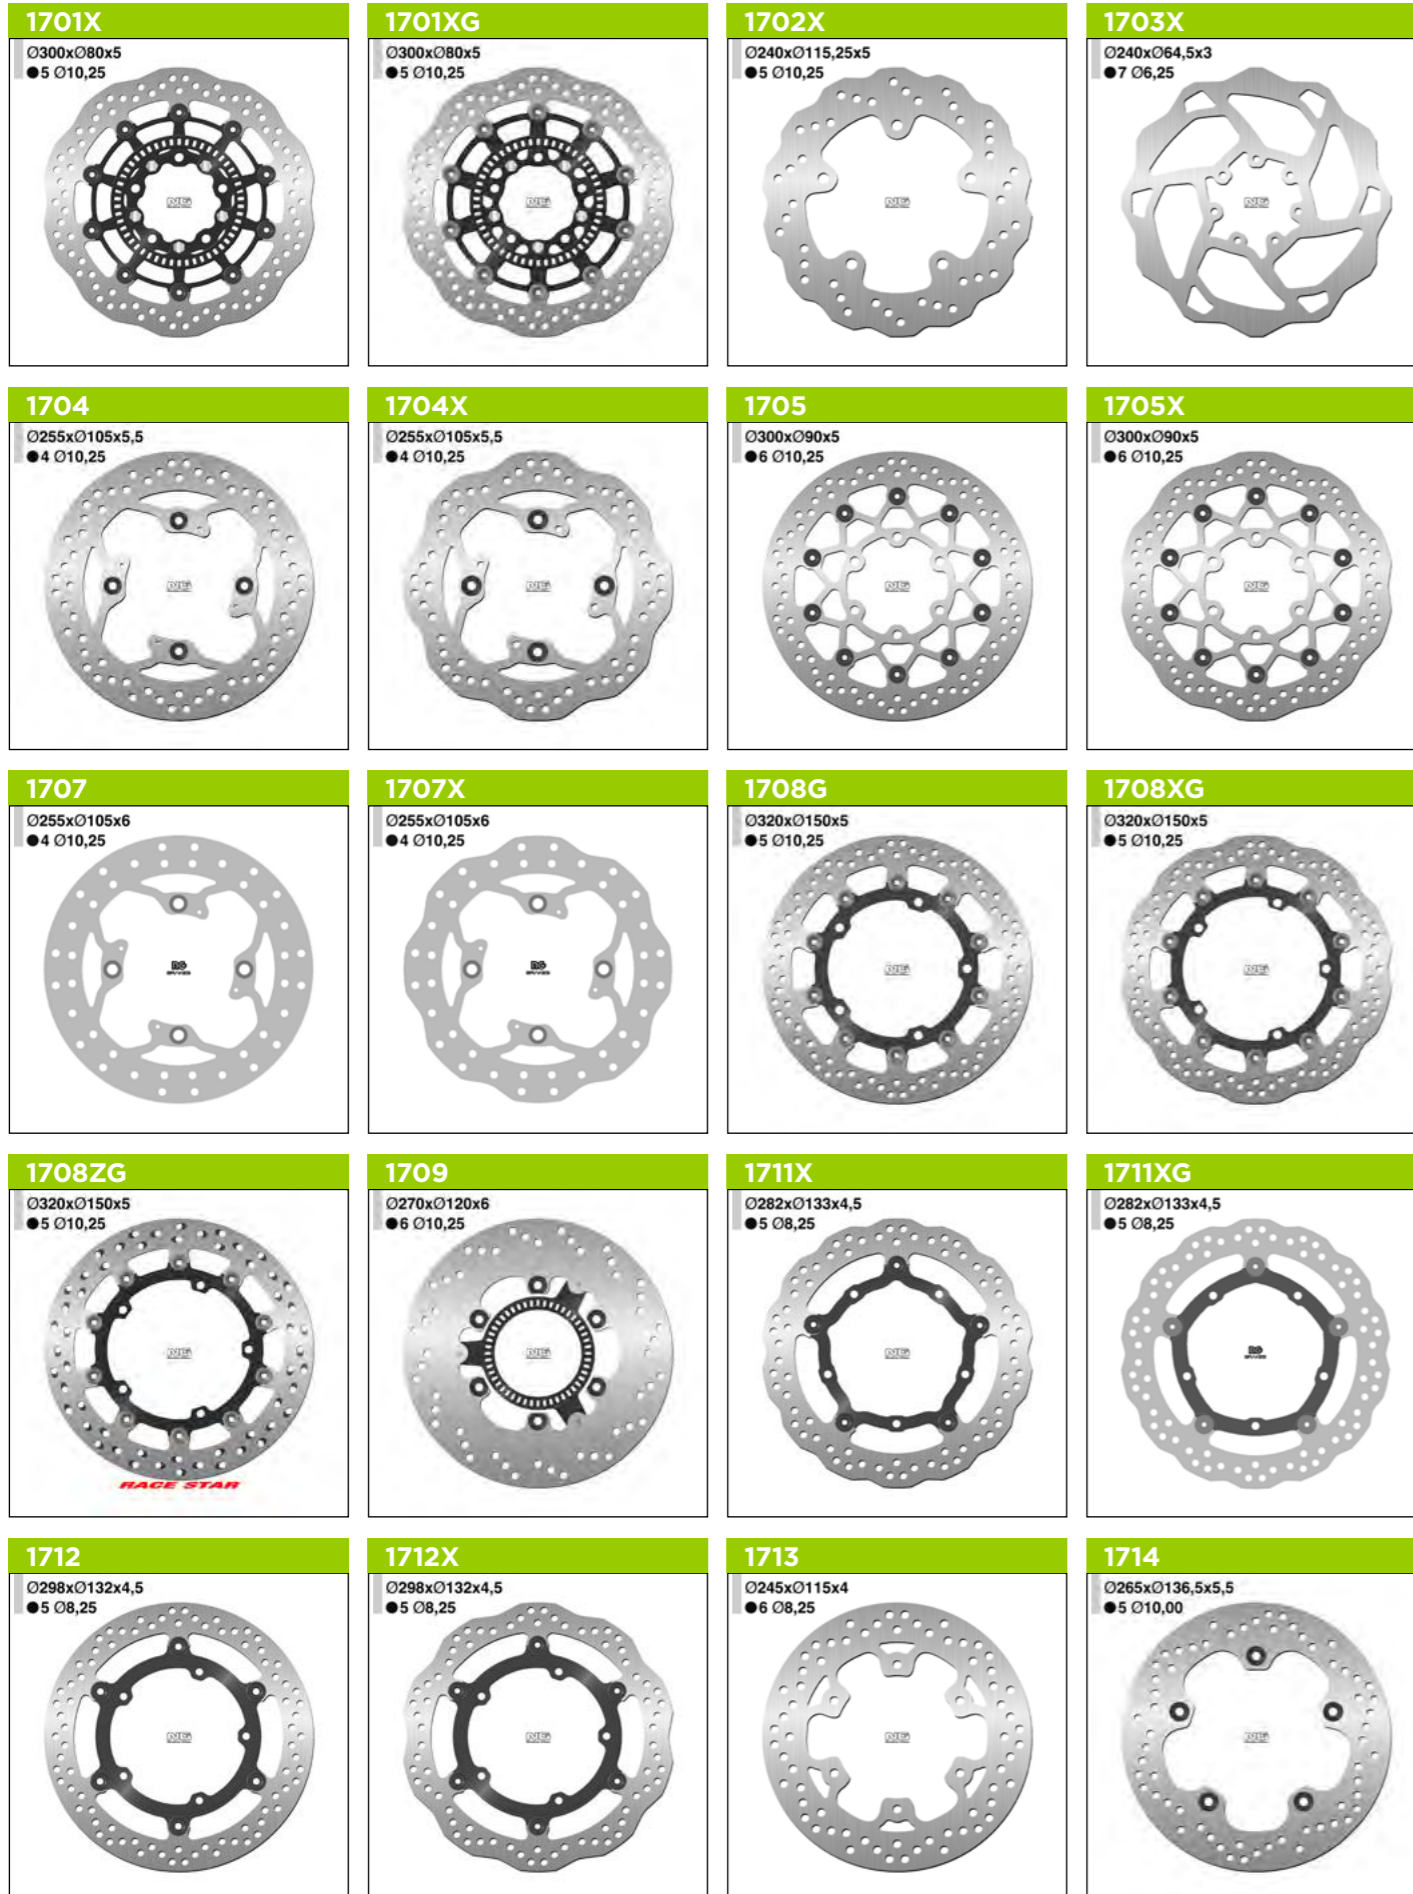 1701X
Ø300xØ80x5
●5 Ø10,25
1701XG
Ø300xØ80x5
●5 Ø10,25
1702X
Ø240xØ115,25x5
●5 Ø10,25
1703X
Ø240xØ64,5x3
●7 Ø6,25
1704
Ø255xØ105x5,5
●4 Ø10,25
1704X
Ø255xØ105x5,5
●4 Ø10,25
1705
Ø300xØ90x5
●6 Ø10,25
1705X
Ø300xØ90x5
●6 Ø10,25
1707
Ø255xØ105x6
●4 Ø10,25
1707X
Ø255xØ105x6
●4 Ø10,25
1708G
Ø320xØ150x5
●5 Ø10,25
1708XG
Ø320xØ150x5
●5 Ø10,25
1708ZG
Ø320xØ150x5
●5 Ø10,25
RACE STAR
1709
Ø270xØ120x6
●6 Ø10,25
1711X
Ø282xØ133x4,5
●5 Ø8,25
1711XG
Ø282xØ133x4,5
●5 Ø8,25
1712
Ø298xØ132x4,5
●5 Ø8,25
1712X
Ø298xØ132x4,5
●5 Ø8,25
1713
Ø245xØ115x4
●6 Ø8,25
1714
Ø265xØ136,5x5,5
●5 Ø10,00